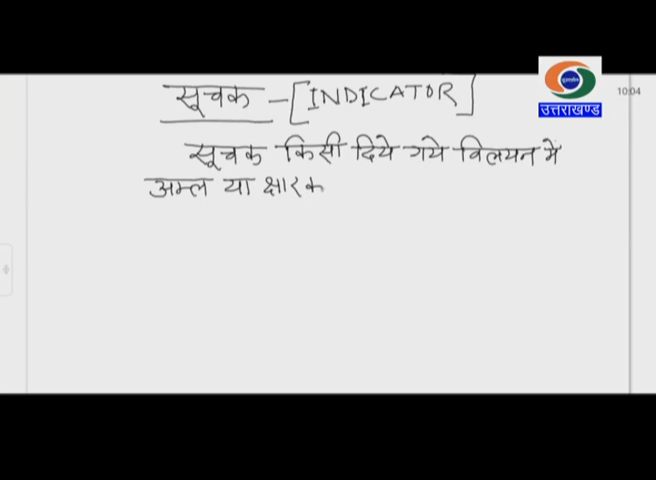 सूचक - [INDICATOR]
उत्तराखण्ड
10:04
सूचक किसी दिये गये विलयन में
अम्ल या क्षारक